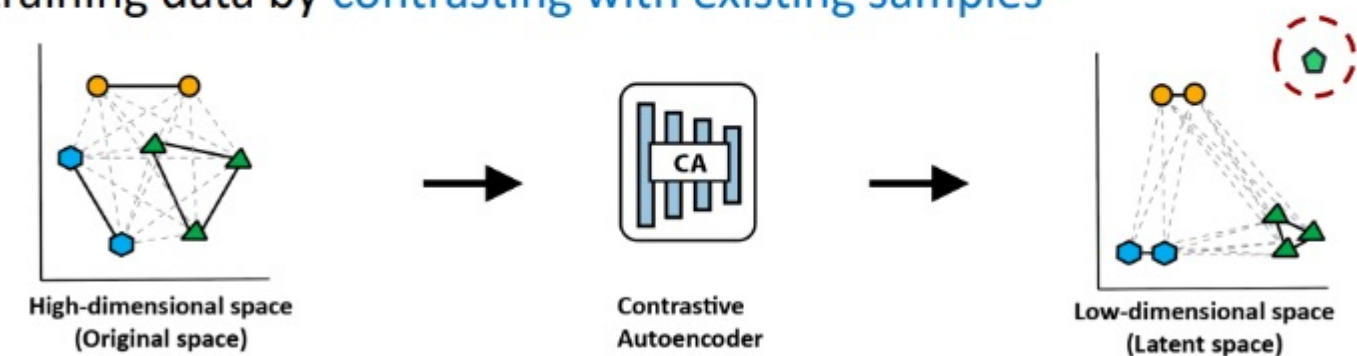 training data by contrasting with existing samples
CA
High-dimensional space
(Original space)
Contrastive
Autoencoder
Low-dimensional space
(Latent space)